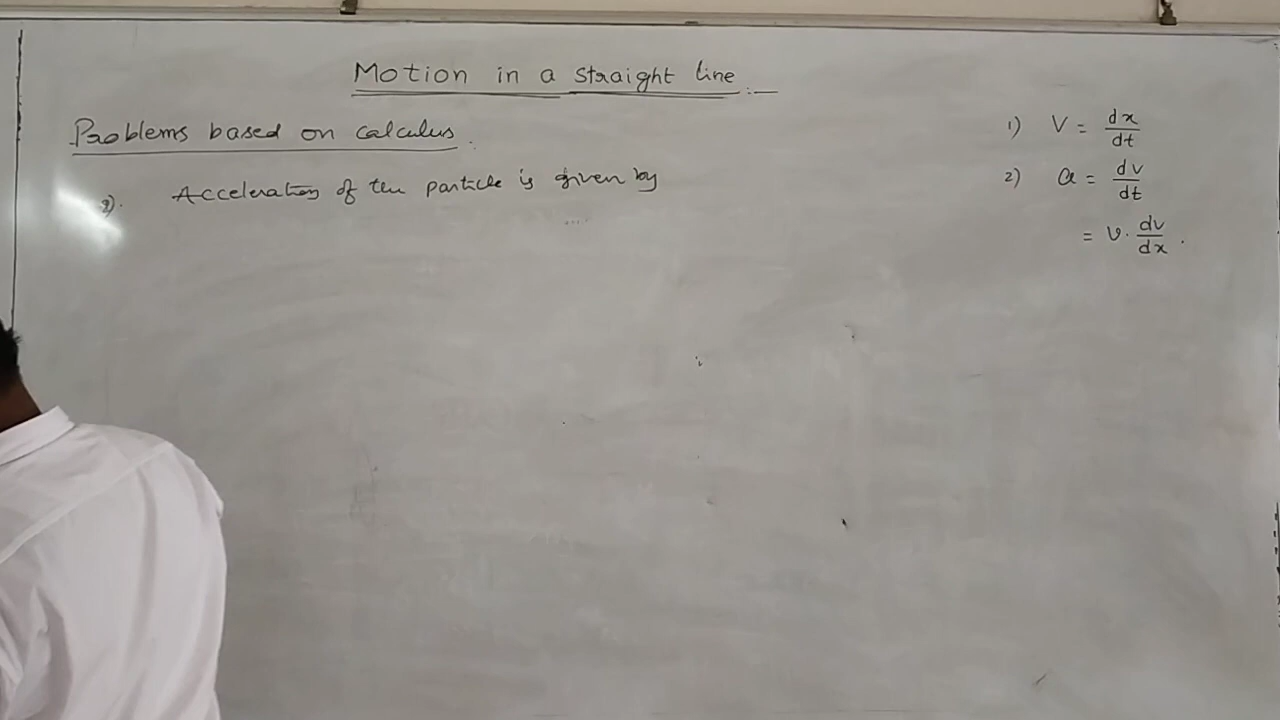 Motion in a straight line
Problems based on calculus.
Acceleration of the particle is given by
1) V = dx/dt
2) a = dv/dt
= v. dv/dx.